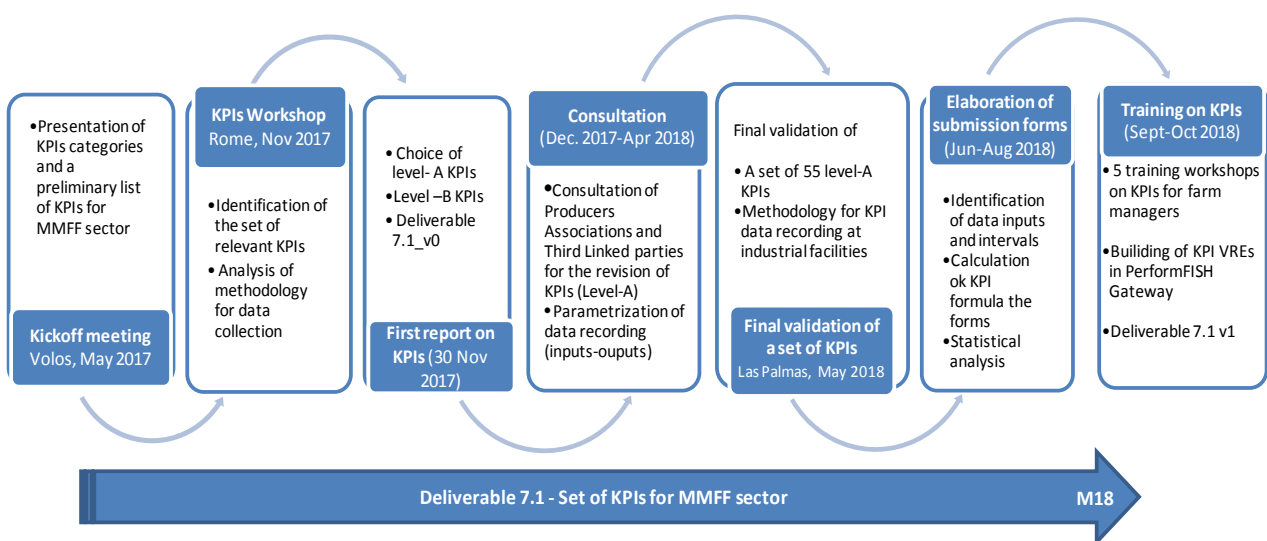 •Presentation of
KPIs categories
and a
preliminary list
of KPIs for
MMFF sector
Kickoff meeting
Volos, May 2017
KPIs Workshop
Rome, Nov 2017
• Identification of
the set of
relevant KPIs
• Analysis of
methodology
for data
collection
• Choice of
level- A KPIs
•Level –B KPIs
• Deliverable
7.1_v0
First report on
KPIs (30 Nov
2017)
Consultation
(Dec. 2017-Apr 2018)
•Consultation of
Producers
Associations and
Third Linked parties
for the revision of
KPIs (Level-A)
• Parametrization of
data recording
(inputs-ouputs)
Final validation of
• A set of 55 level-A
KPIs
•Methodology for KPI
data recording at
industrial facilities
Final validation of
a set of KPIs
Las Palmas, May 2018
Elaboration of
submission forms
(Jun-Aug 2018)
•Identification
of data inputs
and intervals
•Calculation
ok KPI
formula the
forms
•Statistical
analysis
Training on KPIs
(Sept-Oct 2018)
• 5 training workshops
on KPIs for farm
managers
•Builiding of KPI VREs
in PerformFISH
Gateway
•Deliverable 7.1 v1
Deliverable 7.1 - Set of KPIs for MMFF sector
M18